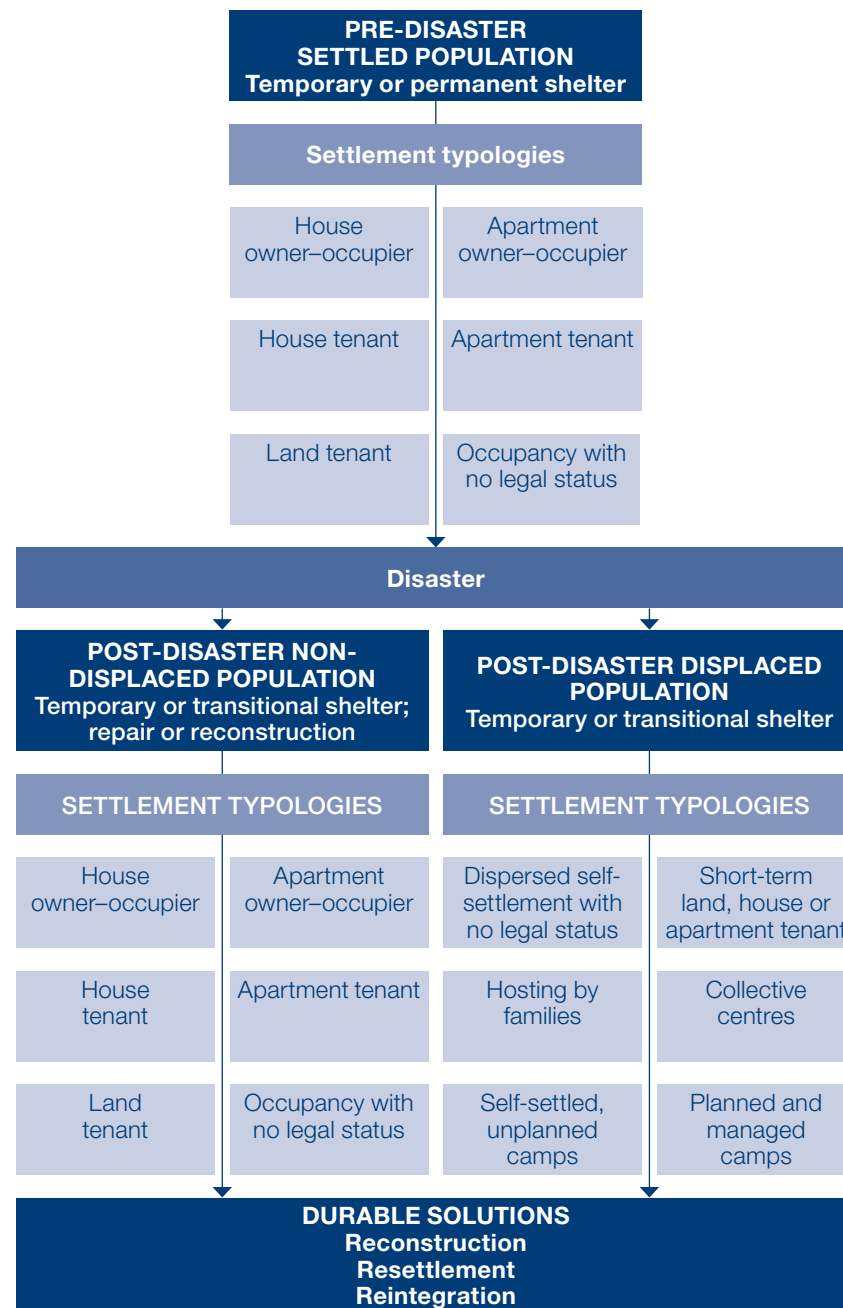 PRE-DISASTER
SETTLED POPULATION
Temporary or permanent shelter
Settlement typologies
House
owner–occupier
Apartment
owner–occupier
House tenant
Apartment tenant
Land tenant
Occupancy with
no legal status
Disaster
POST-DISASTER NON-
DISPLACED POPULATION
Temporary or transitional shelter;
repair or reconstruction
POST-DISASTER DISPLACED
POPULATION
Temporary or transitional shelter
SETTLEMENT TYPOLOGIES
SETTLEMENT TYPOLOGIES
House
owner–occupier
Apartment
owner–occupier
Dispersed self-
settlement with
no legal status
Short-term
land, house or
apartment tenant
House
tenant
Apartment tenant
Hosting by
families
Collective
centres
Land
tenant
Occupancy with
no legal status
Self-settled,
unplanned
camps
Planned and
managed
camps
DURABLE SOLUTIONS
Reconstruction
Resettlement
Reintegration